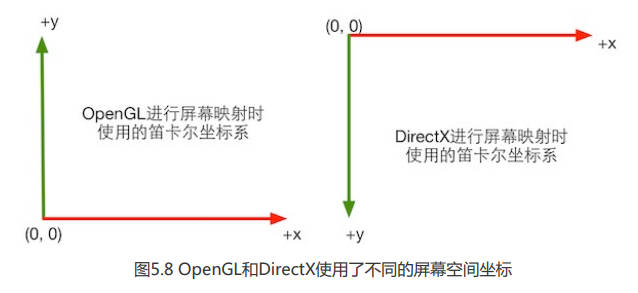 +y
OpenGL进行屏幕映射时
使用的笛卡尔坐标系
(0, 0)
+x
(0, 0)
+x
DirectX进行屏幕映射时
使用的笛卡尔坐标系
+y
图5.8 OpenGL和DirectX使用了不同的屏幕空间坐标